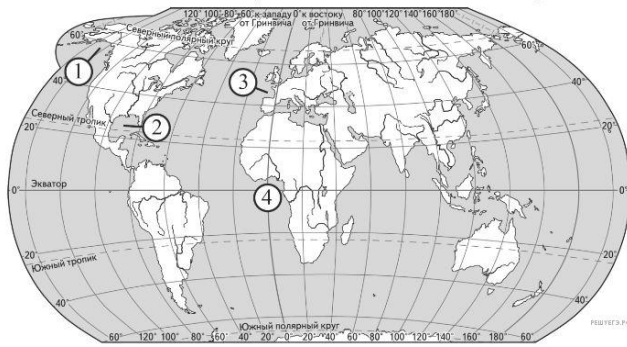 120° 100° 80° 60° к западу 0° к востоку 80° 100° 120° 140° 160° 180°
от Гринвича от Гринвича
Северный полярный круг
60° 60°
1
40° 3 40°
Северный тропик
20° 2 20°
Экватор 0° 4 0°
20° 20°
Южный тропик
40° 40°
Южный полярный круг
60° 120° 100° 80° 60° 40° 20° 0° 20° 40° 60° 80° 100° 120° 140° 160° 60°